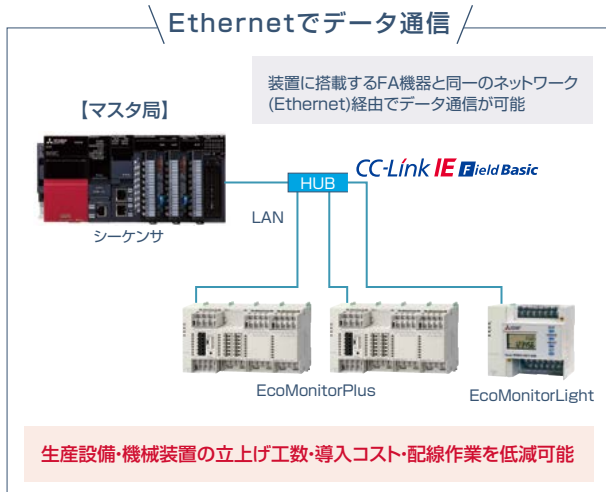 Ethernetでデータ通信
装置に搭載するFA機器と同一のネットワーク
(Ethernet)経由でデータ通信が可能
【マスタ局】
CC-Link IE Field Basic
HUB
LAN
シーケンサ
EcoMonitorPlus
EcoMonitorLight
生産設備・機械装置の立上げ工数・導入コスト・配線作業を低減可能